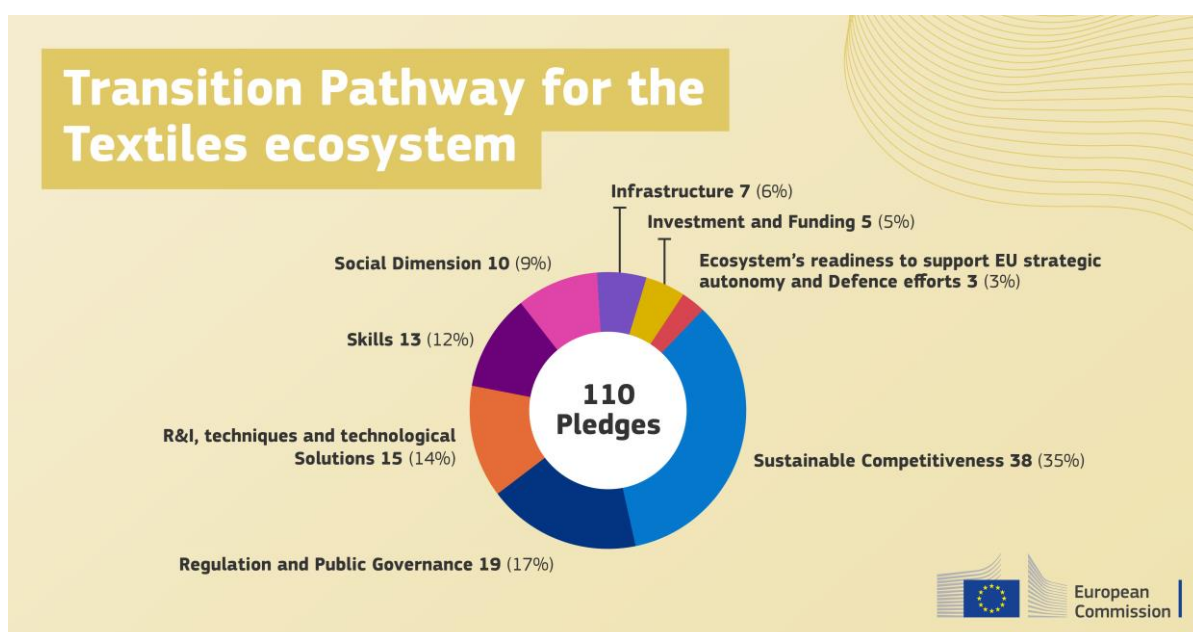 Transition Pathway for the
Textiles ecosystem
Infrastructure 7 (6%)
Investment and Funding 5 (5%)
Social Dimension 10 (9%)
Ecosystem's readiness to support EU strategic
autonomy and Defence efforts 3 (3%)
Skills 13 (12%)
110
Pledges
R&I, techniques and technological
Solutions 15 (14%)
Sustainable Competitiveness 38 (35%)
Regulation and Public Governance 19 (17%)
European
Commission